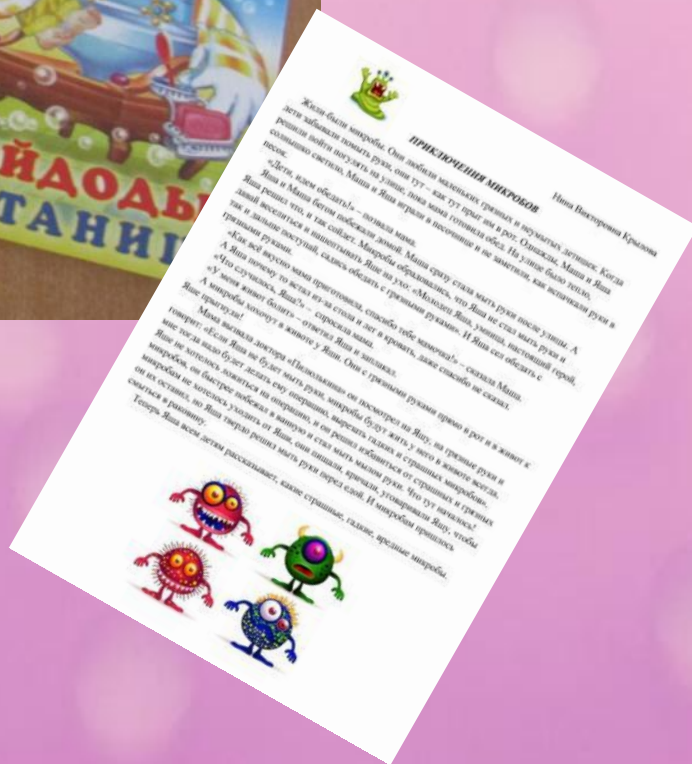 ЙДОДЫ
ТАНИЦ
Нина Викторовна Крылова
ПРИКЛЮЧЕНИЯ МИКРОБОВ
Жили-были микробы. Они любили маленьких грязных и неумытых детишек. Когда
дети забывали помыть руки, они тут – как тут прыг им в рот. Однажды, Маша и Яша
решили пойти погулять на улице, пока мама готовила обед. На улице было тепло,
солнышко светило, Маша и Яша играли в песочнице и не заметили, как испачкали руки в
песок.
«Дети, идем обедать!» – позвала мама.
Яша и Маша бегом побежали домой. Маша сразу стала мыть руки после улицы. А
Яша решил что, и так сойдет. Микробы обрадовались, что Яша не стал мыть руки и
давай веселиться и нашептывать Яше на ухо: «Молодец Яша, умница, настоящий герой,
так и дальше поступай, садись обедать с грязными руками». И Яша сел обедать с
грязными руками.
«Как всё вкусно мама приготовила, спасибо тебе мамочка!» – сказала Маша.
А Яша почему то встал из-за стола и лег в кровать, даже спасибо не сказал.
«Что случилось, Яша?» – спросила мама.
«У меня живот болит» – ответил Яша и заплакал.
А микробы хохочут в животе у Яши. Они с грязными руками прямо в рот и в живот к
Яше прыгнули!
Мама вызвала доктора «Пилюлькина» он посмотрел на Яшу, на грязные руки и
говорит: «Если Яша не будет мыть руки, микробы будут жить у него в животе всегда,
мне тогда надо будет делать ему операцию, вырезать гадких и страшных микробов».
Яше не хотелось ложиться на операцию, и он решил избавиться от страшных и грязных
микробов, он быстрее побежал в ванную и стал мыть мылом руки. Что тут началось!
микробам не хотелось уходить от Яши, они пищали, кричали, уговаривали Яшу, чтобы
он их оставил, но Яша твердо решил мыть руки перед едой. И микробам пришлось
смыться в раковину.
Теперь Яша всем детям рассказывает, какие страшные, гадкие, вредные микробы.